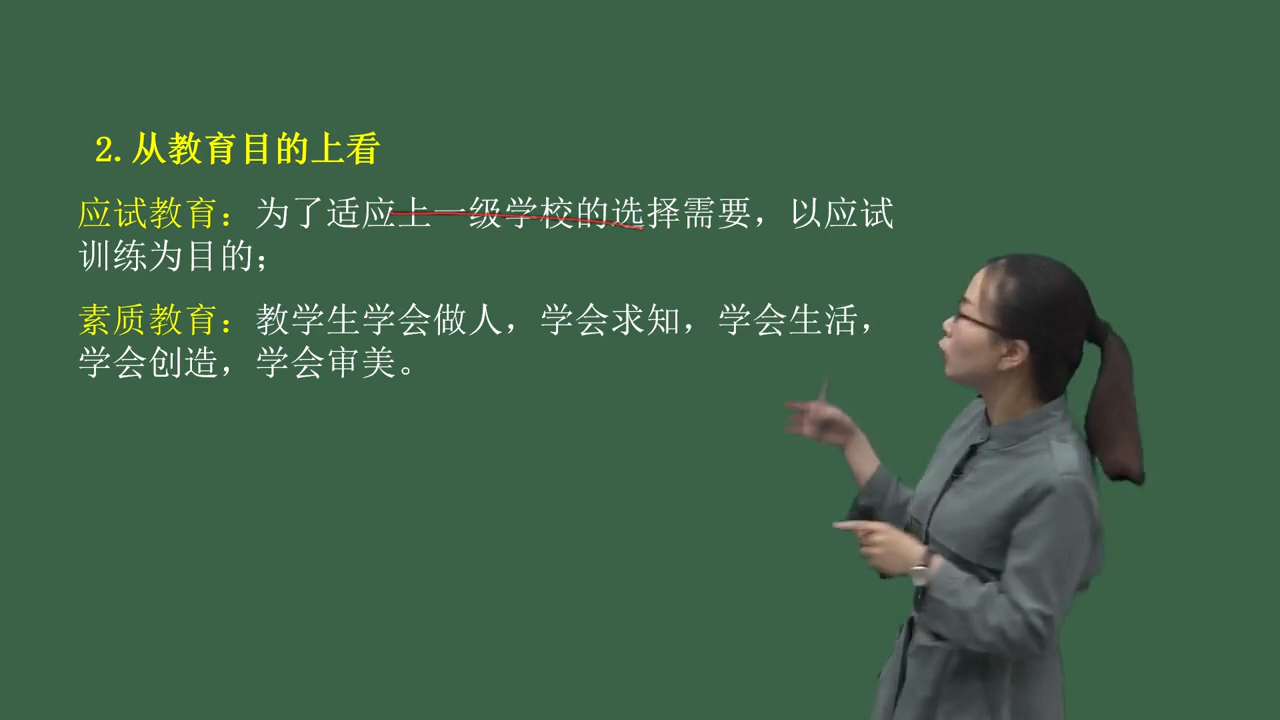 2.从教育目的上看
应试教育：为了适应上一级学校的选择需要，以应试
训练为目的；
素质教育：教学生学会做人，学会求知，学会生活，
学会创造，学会审美。